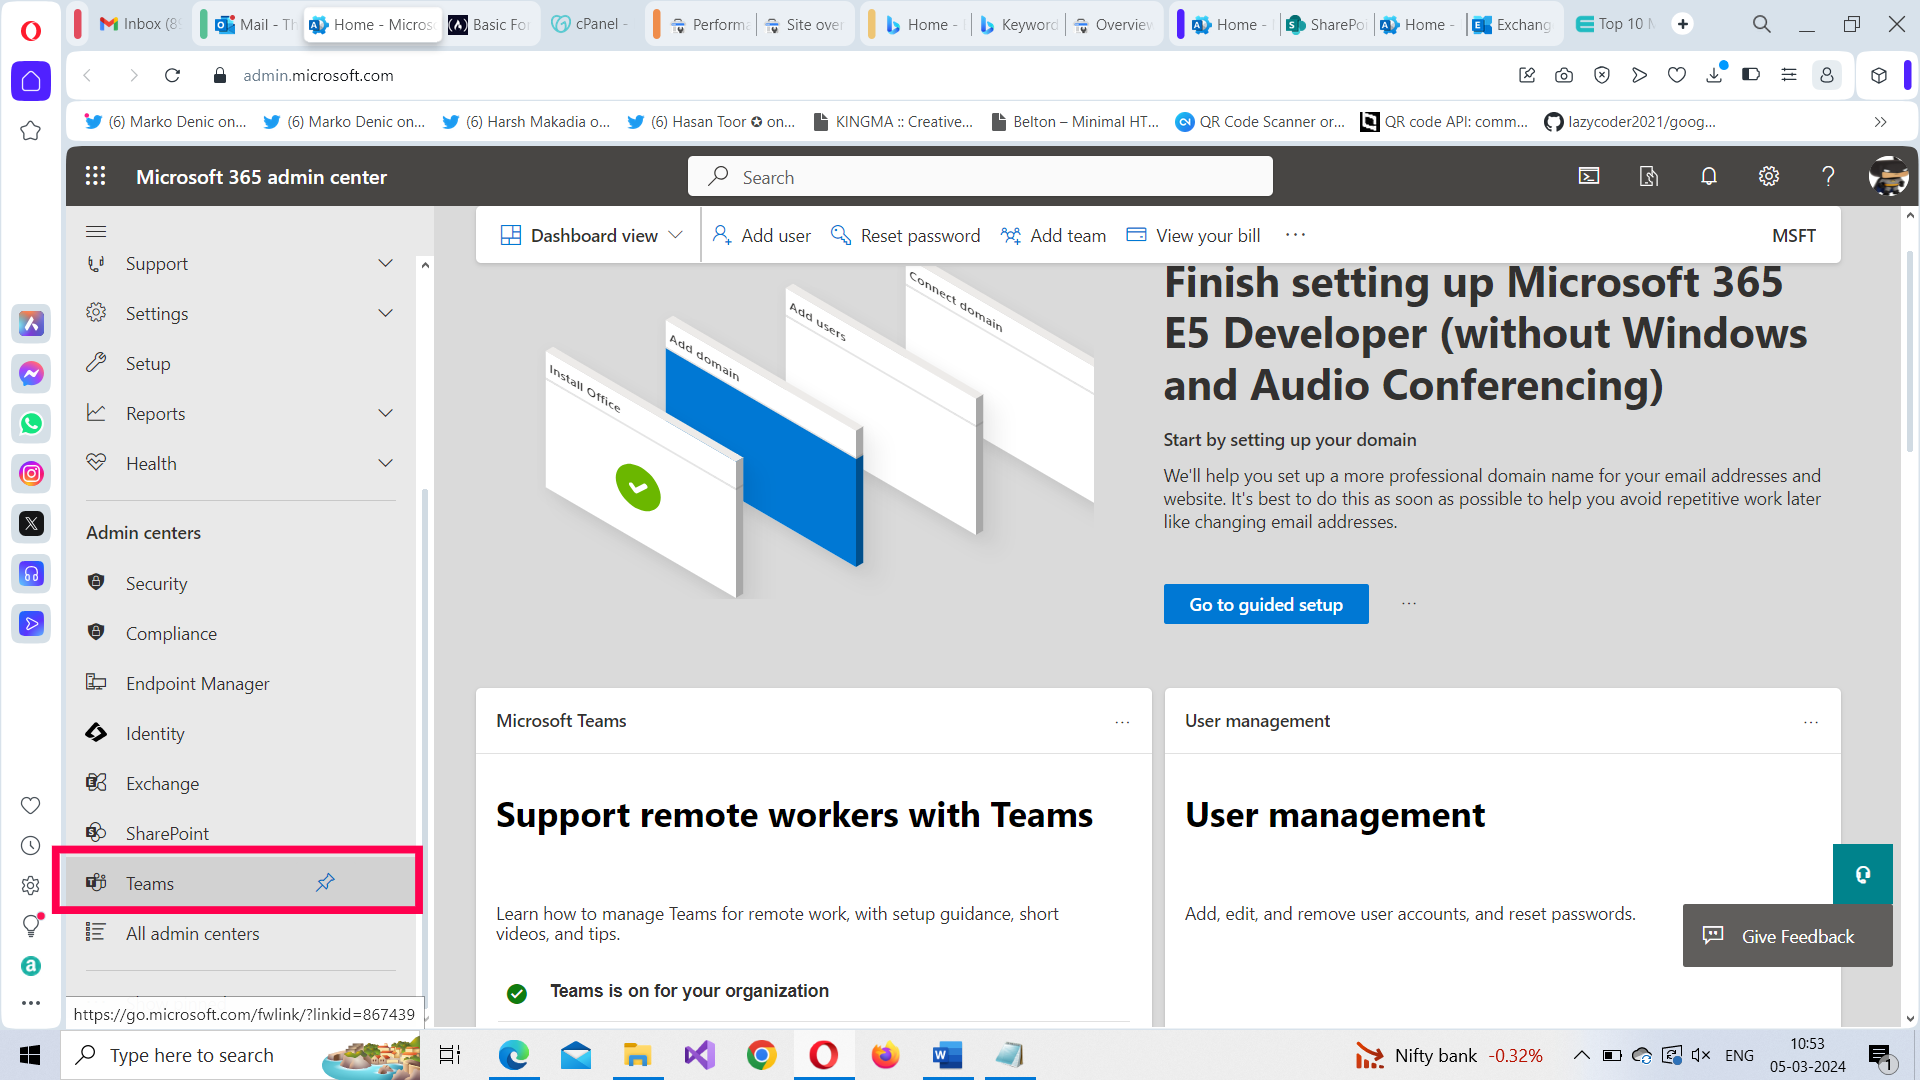 Inbox (89
Mail - Th
Home - Micros
Basic For
cPanel -
Performa
Site over
Home -
Keyword
Overview
Home -
SharePoi
Home -
Exchang
Top 10 M
admin.microsoft.com
(6) Marko Denic on...
(6) Marko Denic on...
(6) Harsh Makadia o...
(6) Hasan Toor ✪ on...
KINGMA :: Creative...
Belton – Minimal HT...
QR Code Scanner or...
QR code API: comm...
lazycoder2021/goog...
Microsoft 365 admin center
Search
Support
Settings
Setup
Reports
Health
Admin centers
Security
Compliance
Endpoint Manager
Identity
Exchange
SharePoint
Teams
All admin centers
https://go.microsoft.com/fwlink/?linkid=867439
Dashboard view
Add user
Reset password
Add team
View your bill
MSFT
Install Office
Add domain
Add users
Connect domain
Finish setting up Microsoft 365
E5 Developer (without Windows
and Audio Conferencing)
Start by setting up your domain
We'll help you set up a more professional domain name for your email addresses and
website. It's best to do this as soon as possible to help you avoid repetitive work later
like changing email addresses.
Go to guided setup
Microsoft Teams
Support remote workers with Teams
Learn how to manage Teams for remote work, with setup guidance, short
videos, and tips.
Teams is on for your organization
User management
User management
Add, edit, and remove user accounts, and reset passwords.
Give Feedback
Type here to search
Nifty bank -0.32%
ENG
10:53
05-03-2024
1